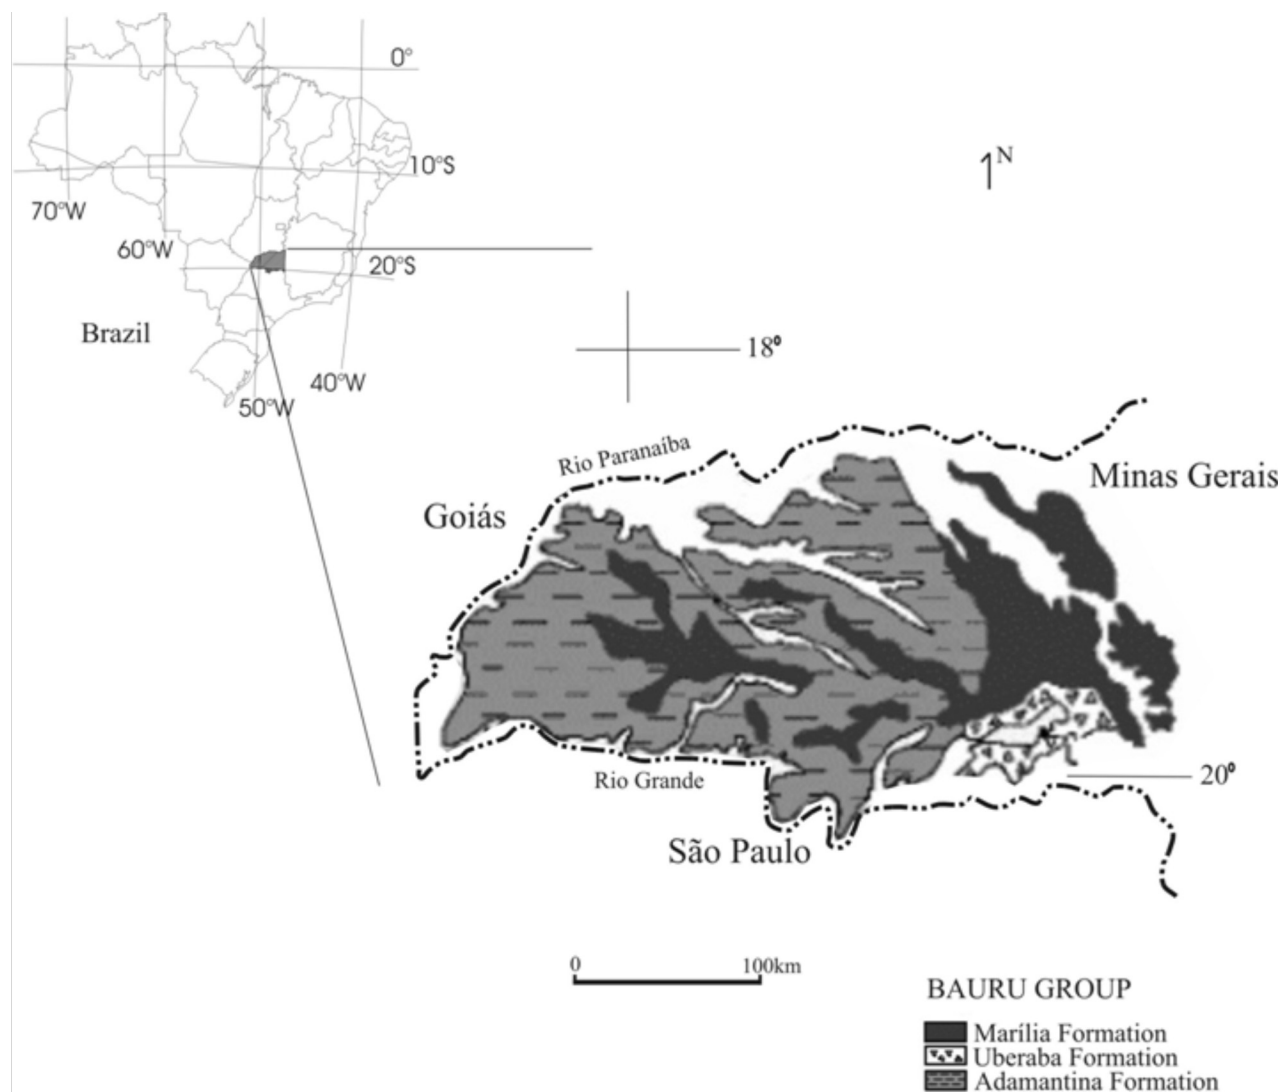 0°
10°S
70°W
60°W
20°S
Brazil
40°W
50°W
N
18°
Rio Paranaíba
Minas Gerais
Goiás
Rio Grande
20°
São Paulo
0 100km
BAURU GROUP
Marília Formation
Uberaba Formation
Adamantina Formation